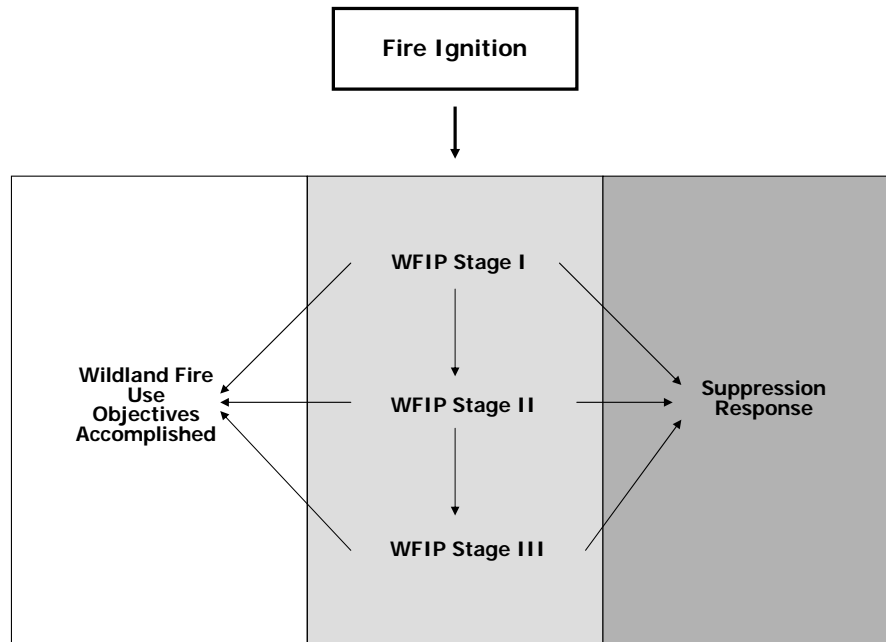 Fire Ignition
WFIP Stage I
Wildland Fire
Use
Objectives
Accomplished
WFIP Stage II
Suppression
Response
WFIP Stage III